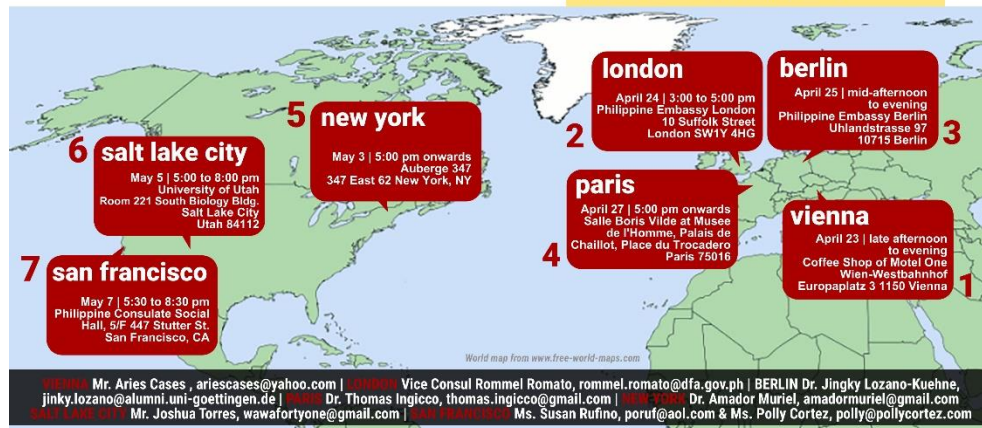 1
vienna
April 23 | late afternoon
to evening
Coffee Shop of Motel One
Wien-Westbahnhof
Europaplatz 3 1150 Vienna
2
london
April 24 | 3:00 to 5:00 pm
Philippine Embassy London
10 Suffolk Street
London SW1Y 4HG
3
berlin
April 25 | mid-afternoon
to evening
Philippine Embassy Berlin
Uhlandstrasse 97
10715 Berlin
4
paris
April 27 | 5:00 pm onwards
Salle Boris Vilde at Musee
de l'Homme, Palais de
Chaillot, Place du Trocadero
Paris 75016
5
new york
May 3 | 5:00 pm onwards
Auberge 347
347 East 62 New York, NY
6
salt lake city
May 5 | 5:00 to 8:00 pm
University of Utah
Room 221 South Biology Bldg.
Salt Lake City
Utah 84112
7
san francisco
May 7 | 5:30 to 8:30 pm
Philippine Consulate Social
Hall, 5/F 447 Stutter St.
San Francisco, CA
World map from www.free-world-maps.com
VIENNA Mr. Aries Cases , ariescases@yahoo.com | LONDON Vice Consul Rommel Romato, rommel.romato@dfa.gov.ph | BERLIN Dr. Jingky Lozano-Kuehne,
jinky.lozano@alumni.uni-goettingen.de | PARIS Dr. Thomas Ingicco, thomas.ingicco@gmail.com | NEW YORK Dr. Amador Muriel, amadormuriel@gmail.com
SALT LAKE CITY Mr. Joshua Torres, wawafortyone@gmail.com | SAN FRANCISCO Ms. Susan Rufino, poruf@aol.com & Ms. Polly Cortez, polly@pollycortez.com